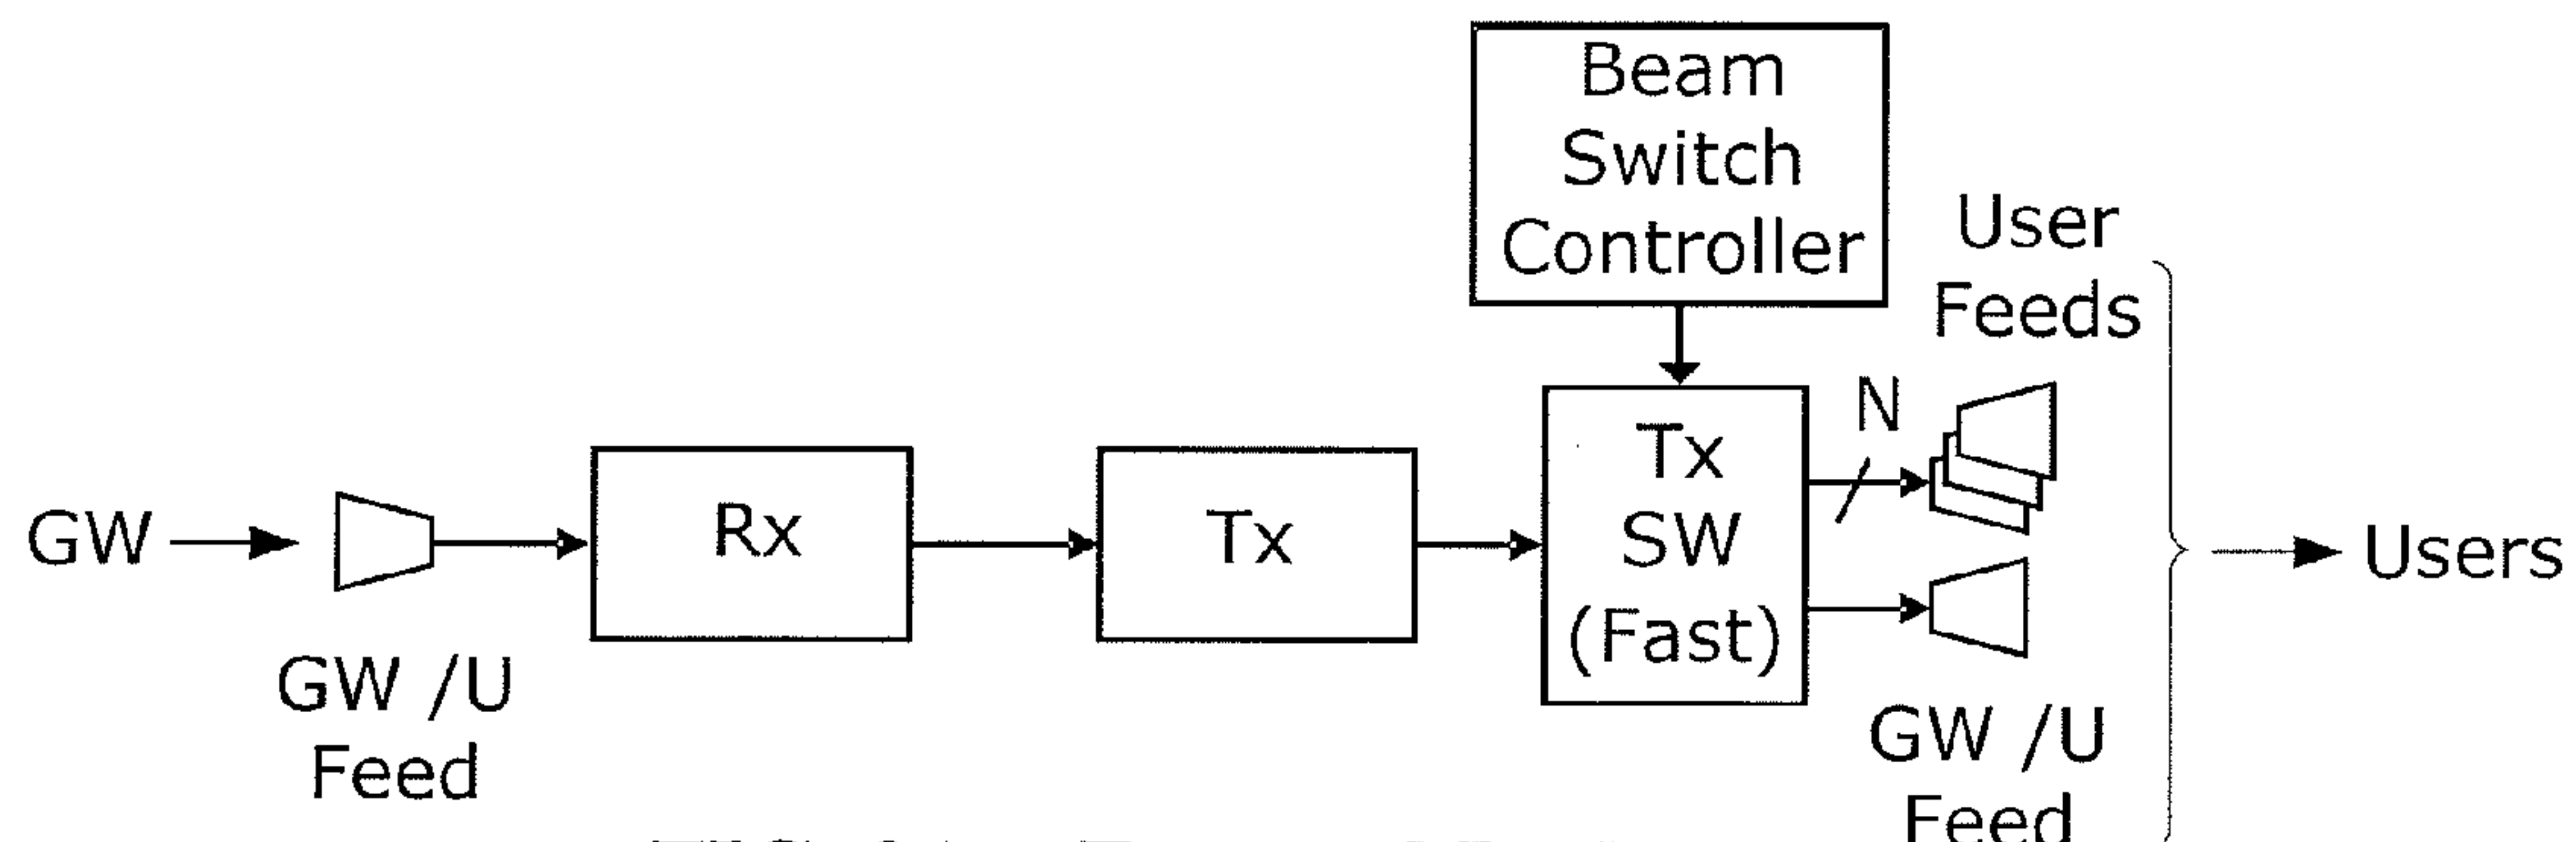 Beam
Switch
Controller
User
Feeds
N
GW
Rx
Tx
Tx
SW
(Fast)
Users
GW /U
Feed
GW /U
Feed